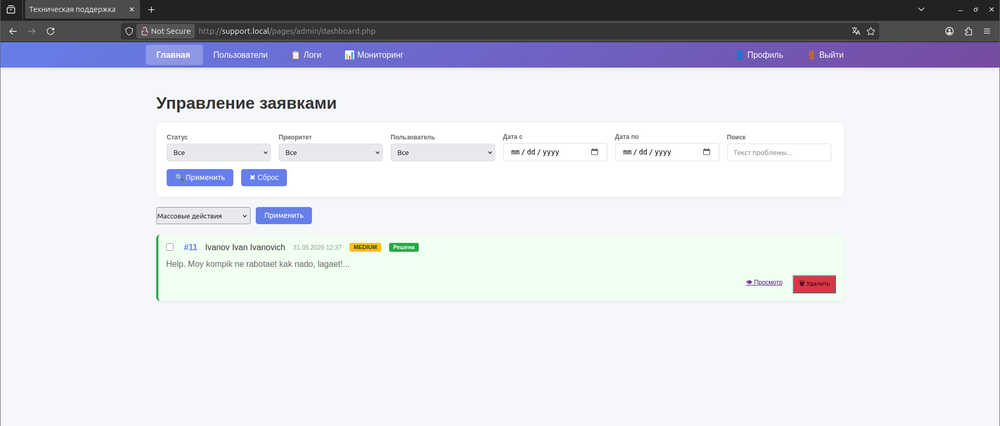 Техническая поддержка
Not Secure http://support.local/pages/admin/dashboard.php
Главная Пользователи Логи Мониторинг Профиль Выйти
Управление заявками
Статус Приоритет Пользователь Дата с Дата по Поиск
Все Все Все mm / dd / yyyy mm / dd / yyyy Текст проблемы...
Применить ✖ Сброс
Массовые действия Применить
#11 Ivanov Ivan Ivanovich 31.05.2026 12:37 MEDIUM Решена
Help. Moy kompik ne rabotaet kak nado, lagaet!...
Просмотр Удалить